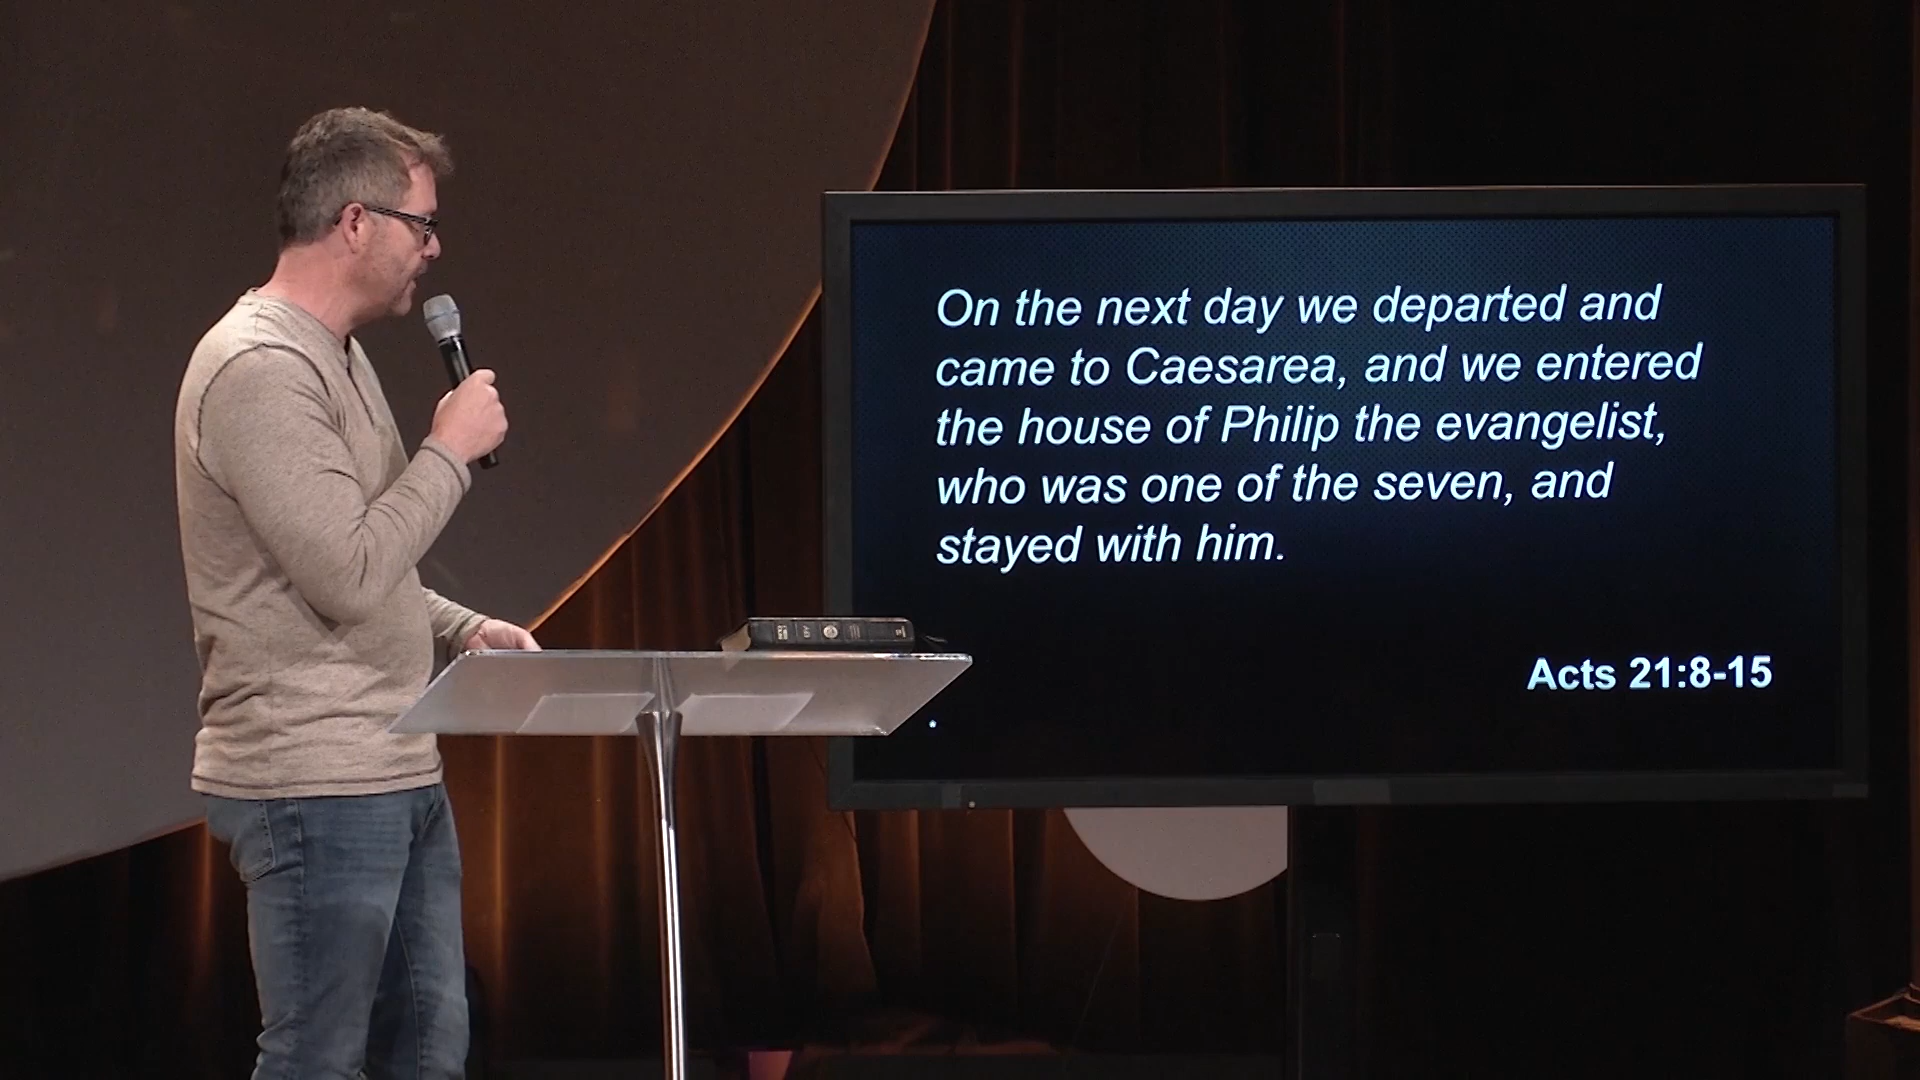 On the next day we departed and
came to Caesarea, and we entered
the house of Philip the evangelist,
who was one of the seven, and
stayed with him.
Acts 21:8-15